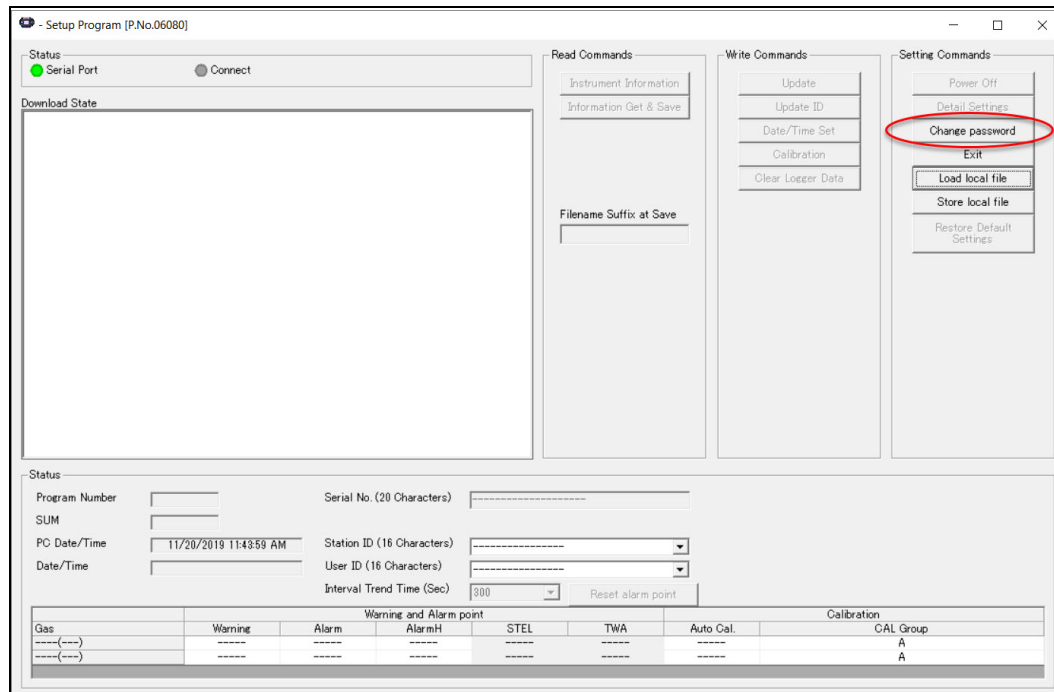 - Setup Program [P.No.06080]
Status
Serial Port
Connect
Download State
Read Commands
Instrument Information
Information Get & Save
Filename Suffix at Save
Write Commands
Update
Update ID
Date/Time Set
Calibration
Clear Logger Data
Setting Commands
Power Off
Detail Settings
Change password
Exit
Load local file
Store local file
Restore Default
Settings
Status
Program Number
SUM
PC Date/Time 11/20/2019 11:43:59 AM
Date/Time
Serial No. (20 Characters) --------------------
Station ID (16 Characters) ----------------
User ID (16 Characters) ----------------
Interval Trend Time (Sec) 300 Reset alarm point
Warning and Alarm point Calibration
Gas Warning Alarm AlarmH STEL TWA Auto Cal. CAL Group
----(---) ----- ----- ----- ----- ----- ----- A
----(---) ----- ----- ----- ----- ----- ----- A